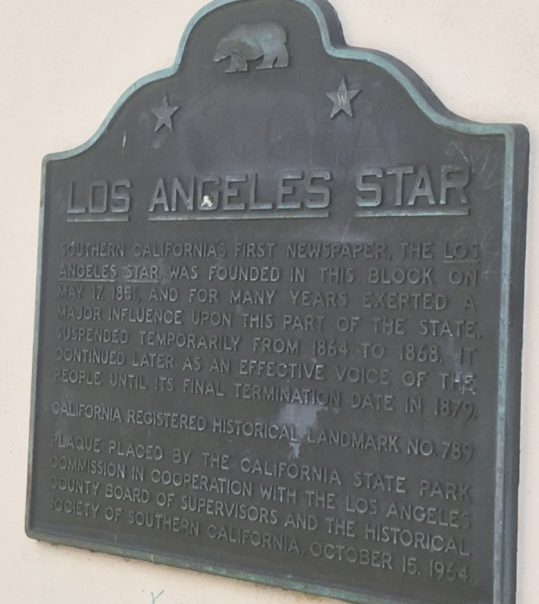 LOS ANGELES STAR
SOUTHERN CALIFORNIA'S FIRST NEWSPAPER, THE LOS
ANGELES STAR, WAS FOUNDED IN THIS BLOCK ON
MAY 17, 1851, AND FOR MANY YEARS EXERTED A
MAJOR INFLUENCE UPON THIS PART OF THE STATE.
SUSPENDED TEMPORARILY FROM 1864 TO 1868, IT
CONTINUED LATER AS AN EFFECTIVE VOICE OF THE
PEOPLE UNTIL ITS FINAL TERMINATION DATE IN 1879.
CALIFORNIA REGISTERED HISTORICAL LANDMARK NO. 789
PLAQUE PLACED BY THE CALIFORNIA STATE PARK
COMMISSION IN COOPERATION WITH THE LOS ANGELES
COUNTY BOARD OF SUPERVISORS AND THE HISTORICAL
SOCIETY OF SOUTHERN CALIFORNIA, OCTOBER 15, 1964.